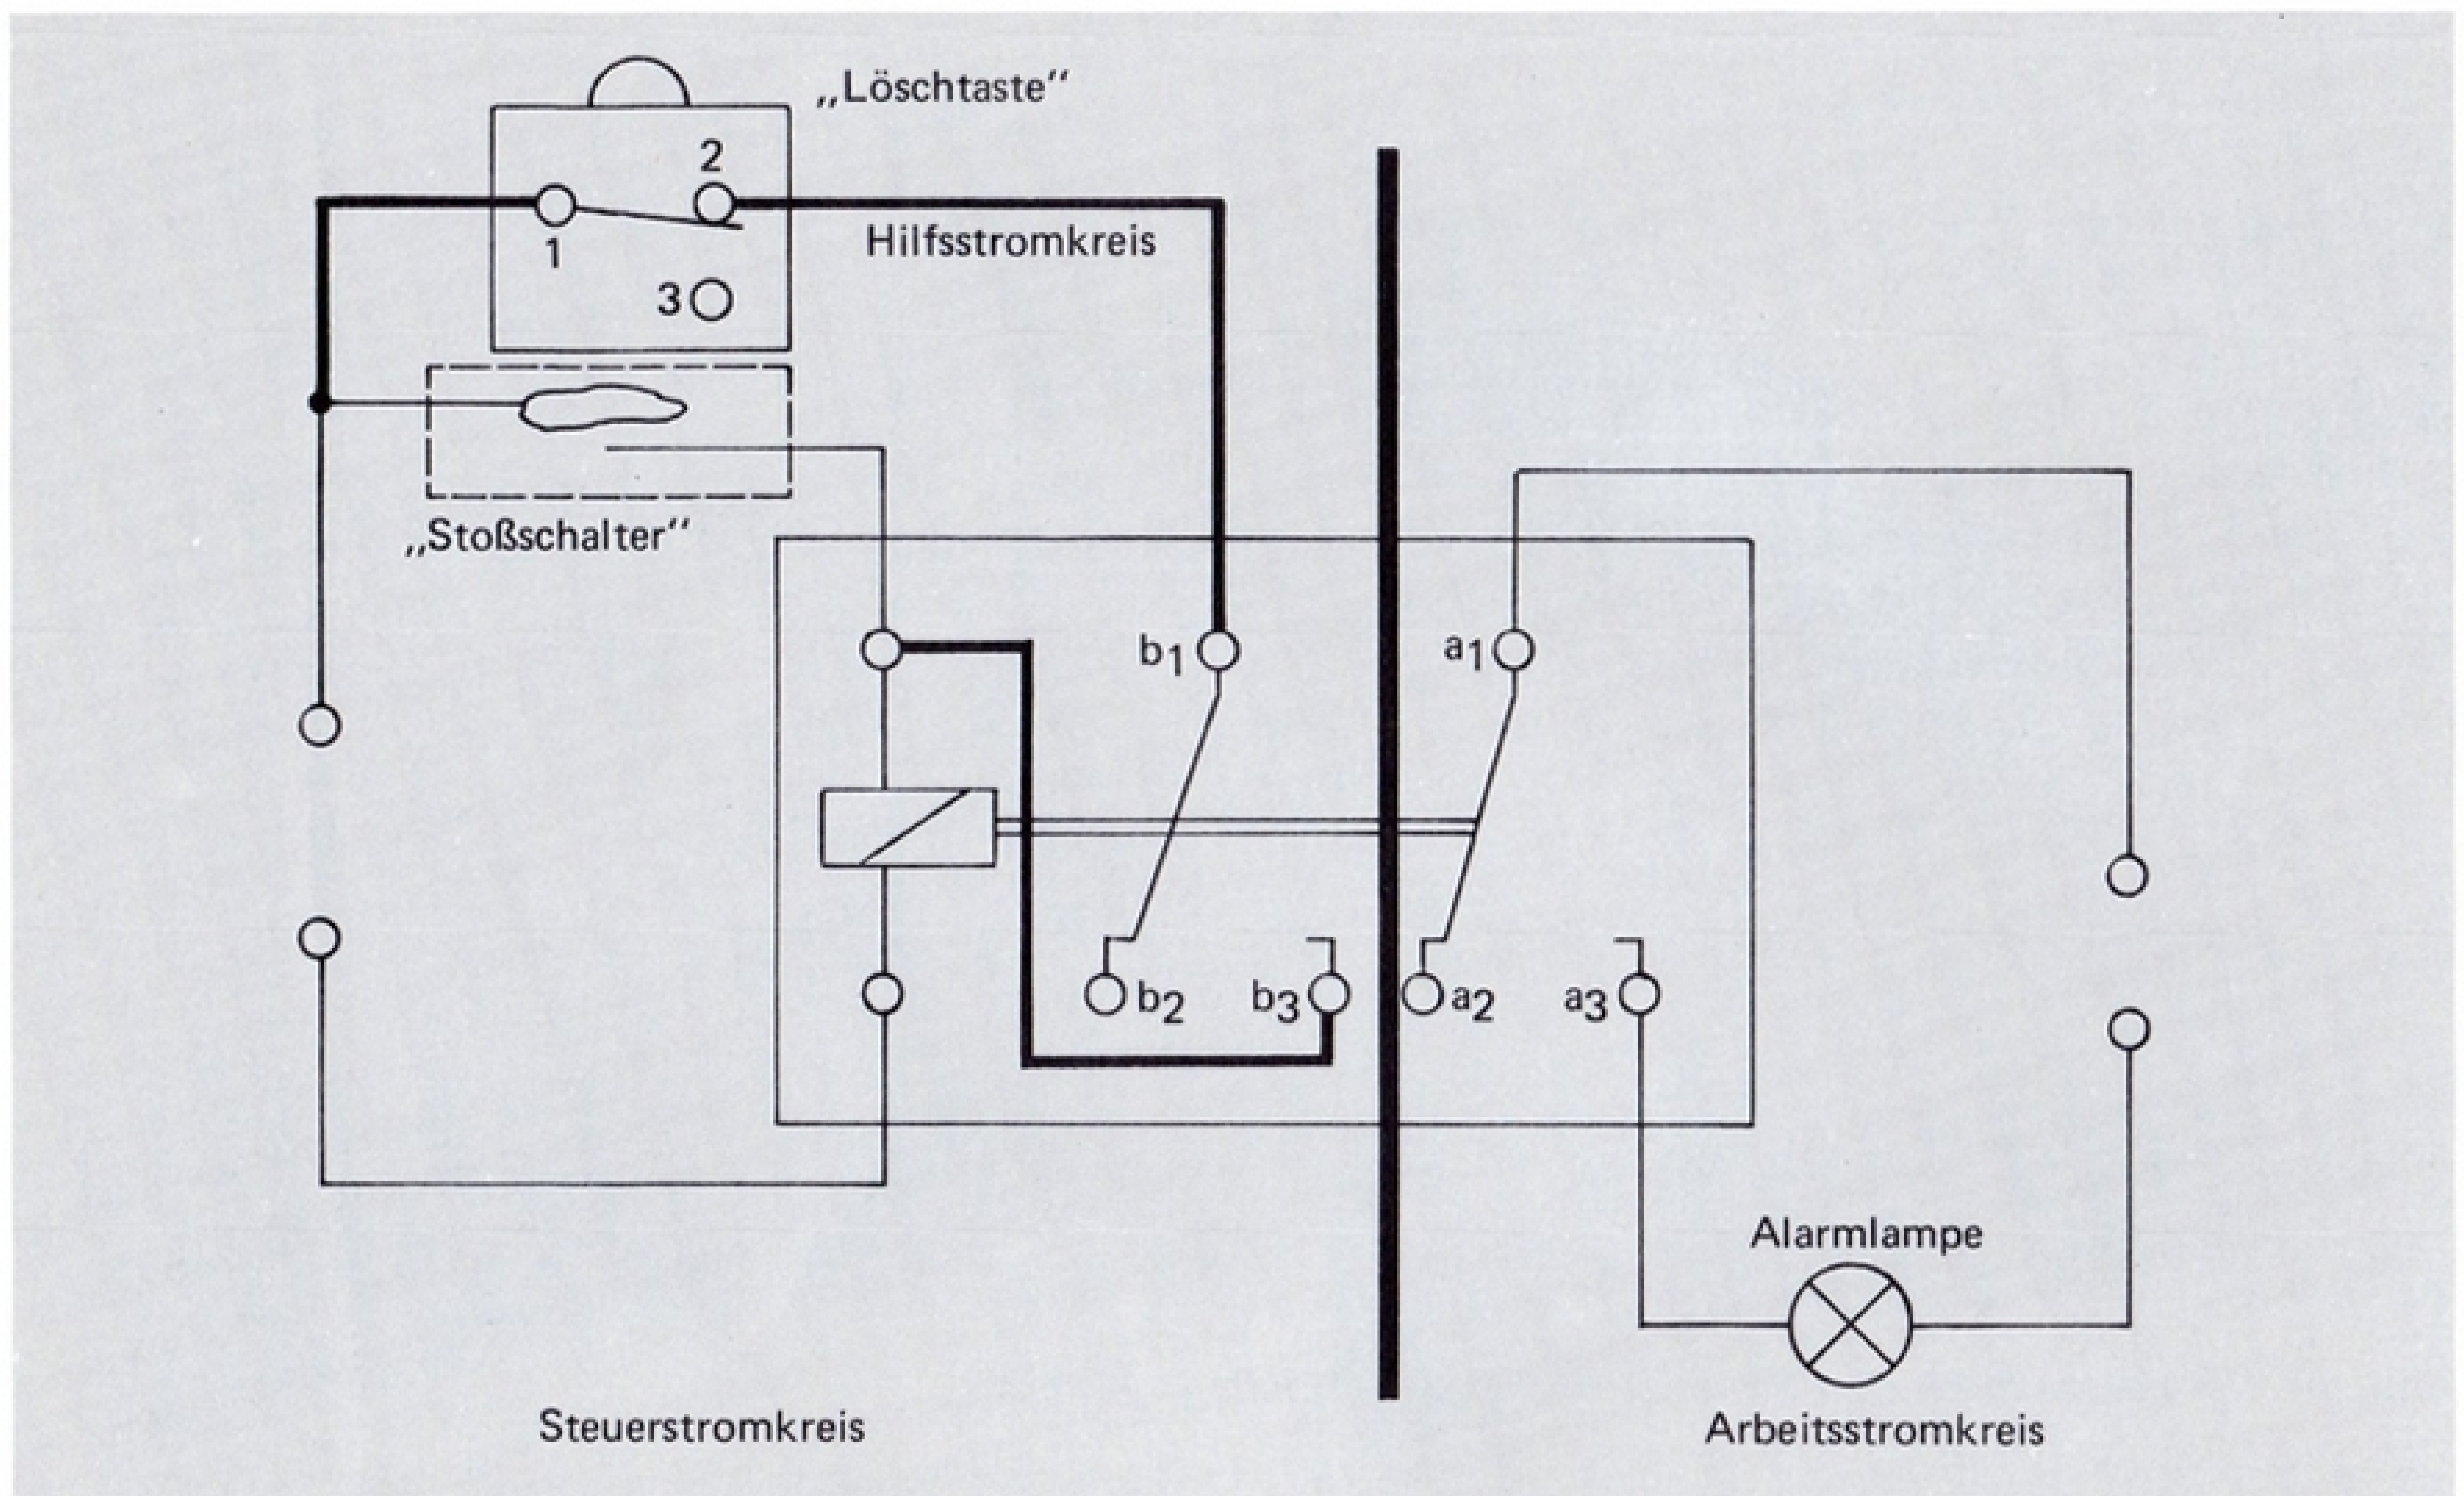 „Löschtaste“
2
1
Hilfsstromkreis
3
„Stoßschalter“
b1
a1
b2
b3
a2
a3
Alarmlampe
Steuerstromkreis
Arbeitsstromkreis